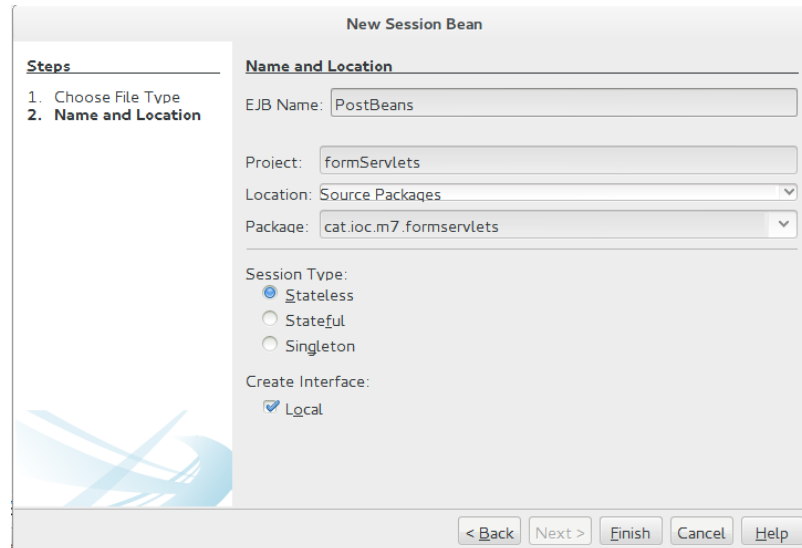 New Session Bean
Steps
1. Choose File Type
2. Name and Location
Name and Location
EJB Name: PostBeans
Project: formServlets
Location: Source Packages
Package: cat.ioc.m7.formservlets
Session Type:
Stateless
Stateful
Singleton
Create Interface:
Local
< Back Next > Finish Cancel Help